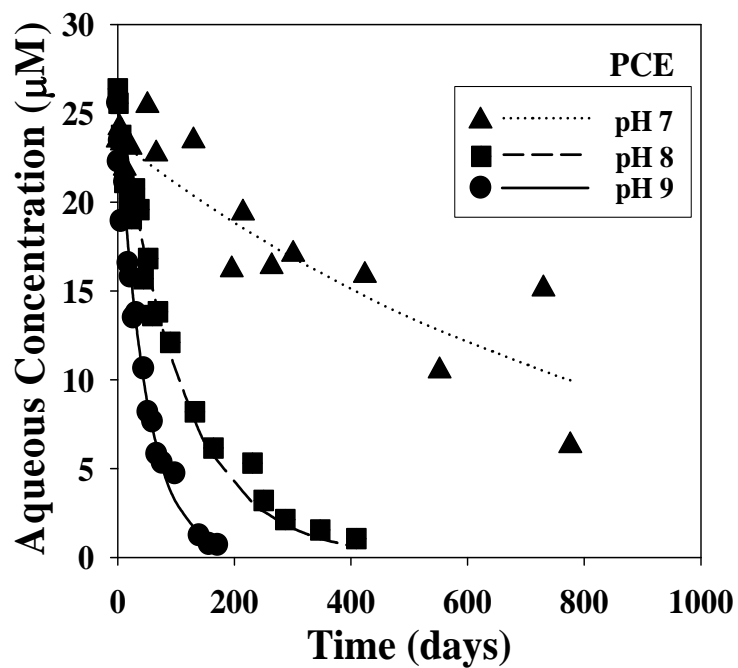 30
25
20
15
10
5
0
Aqueous Concentration (μM)
PCE
pH 7
pH 8
pH 9
0 200 400 600 800 1000
Time (days)